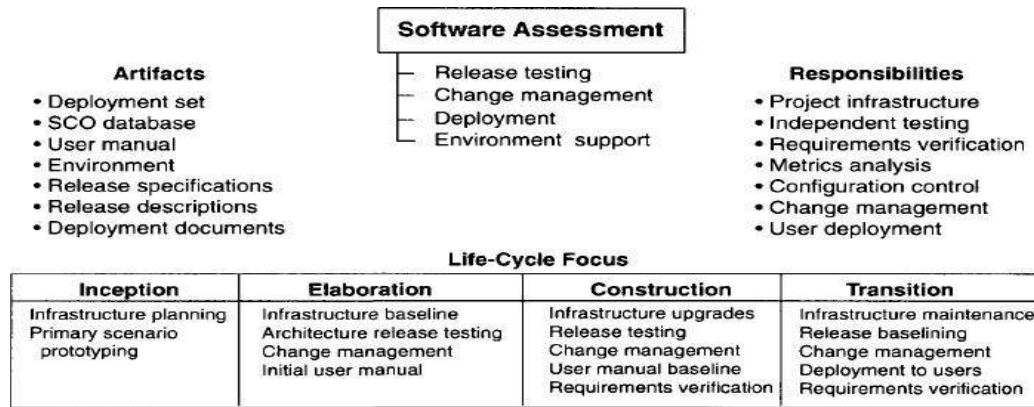 Software Assessment
Release testing
Change management
Deployment
Environment support
Artifacts
• Deployment set
• SCO database
• User manual
• Environment
• Release specifications
• Release descriptions
• Deployment documents
Responsibilities
• Project infrastructure
• Independent testing
• Requirements verification
• Metrics analysis
• Configuration control
• Change management
• User deployment
Life-Cycle Focus
Inception
Infrastructure planning
Primary scenario
prototyping
Elaboration
Infrastructure baseline
Architecture release testing
Change management
Initial user manual
Construction
Infrastructure upgrades
Release testing
Change management
User manual baseline
Requirements verification
Transition
Infrastructure maintenance
Release baselining
Change management
Deployment to users
Requirements verification